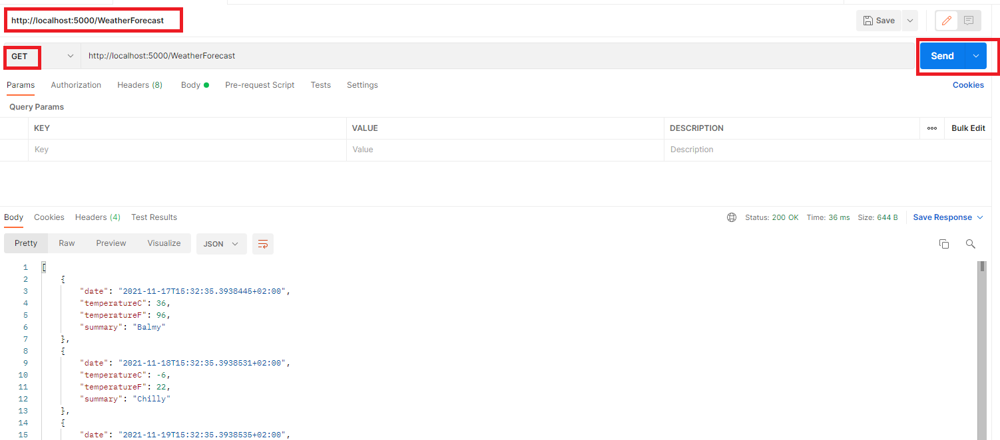 http://localhost:5000/WeatherForecast
Save
GET http://localhost:5000/WeatherForecast Send
Params Authorization Headers (8) Body Pre-request Script Tests Settings Cookies
Query Params
KEY VALUE DESCRIPTION ooo Bulk Edit
Key Value Description
Body Cookies Headers (4) Test Results Status: 200 OK Time: 36 ms Size: 644 B Save Response
Pretty Raw Preview Visualize JSON
1 [
2 {
3 "date": "2021-11-17T15:32:35.3938445+02:00",
4 "temperatureC": 36,
5 "temperatureF": 96,
6 "summary": "Balmy"
7 },
8 {
9 "date": "2021-11-18T15:32:35.3938531+02:00",
10 "temperatureC": -6,
11 "temperatureF": 22,
12 "summary": "Chilly"
13 },
14 {
15 "date": "2021-11-19T15:32:35.3938535+02:00",